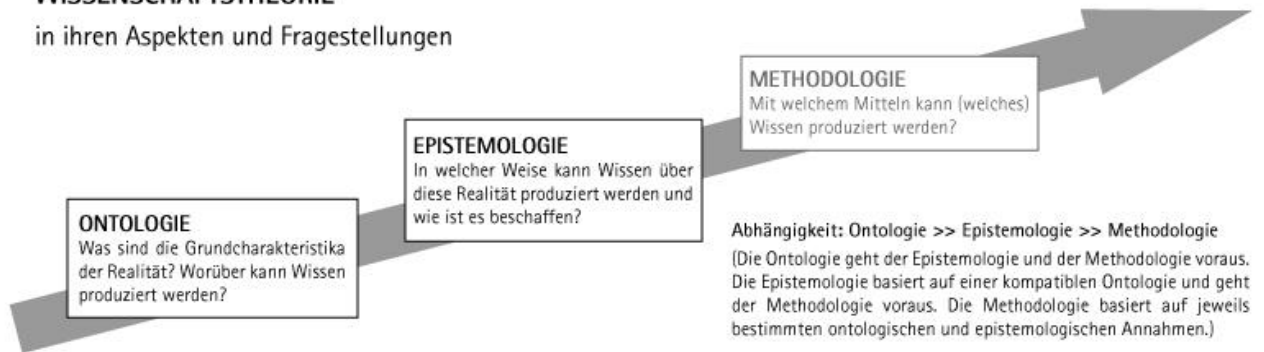 WISSENSCHAFTSTHEORIE
in ihren Aspekten und Fragestellungen
METHODOLOGIE
Mit welchem Mitteln kann (welches)
Wissen produziert werden?
EPISTEMOLOGIE
In welcher Weise kann Wissen über
diese Realität produziert werden und
wie ist es beschaffen?
ONTOLOGIE
Was sind die Grundcharakteristika
der Realität? Worüber kann Wissen
produziert werden?
Abhängigkeit: Ontologie >> Epistemologie >> Methodologie
(Die Ontologie geht der Epistemologie und der Methodologie voraus.
Die Epistemologie basiert auf einer kompatiblen Ontologie und geht
der Methodologie voraus. Die Methodologie basiert auf jeweils
bestimmten ontologischen und epistemologischen Annahmen.)